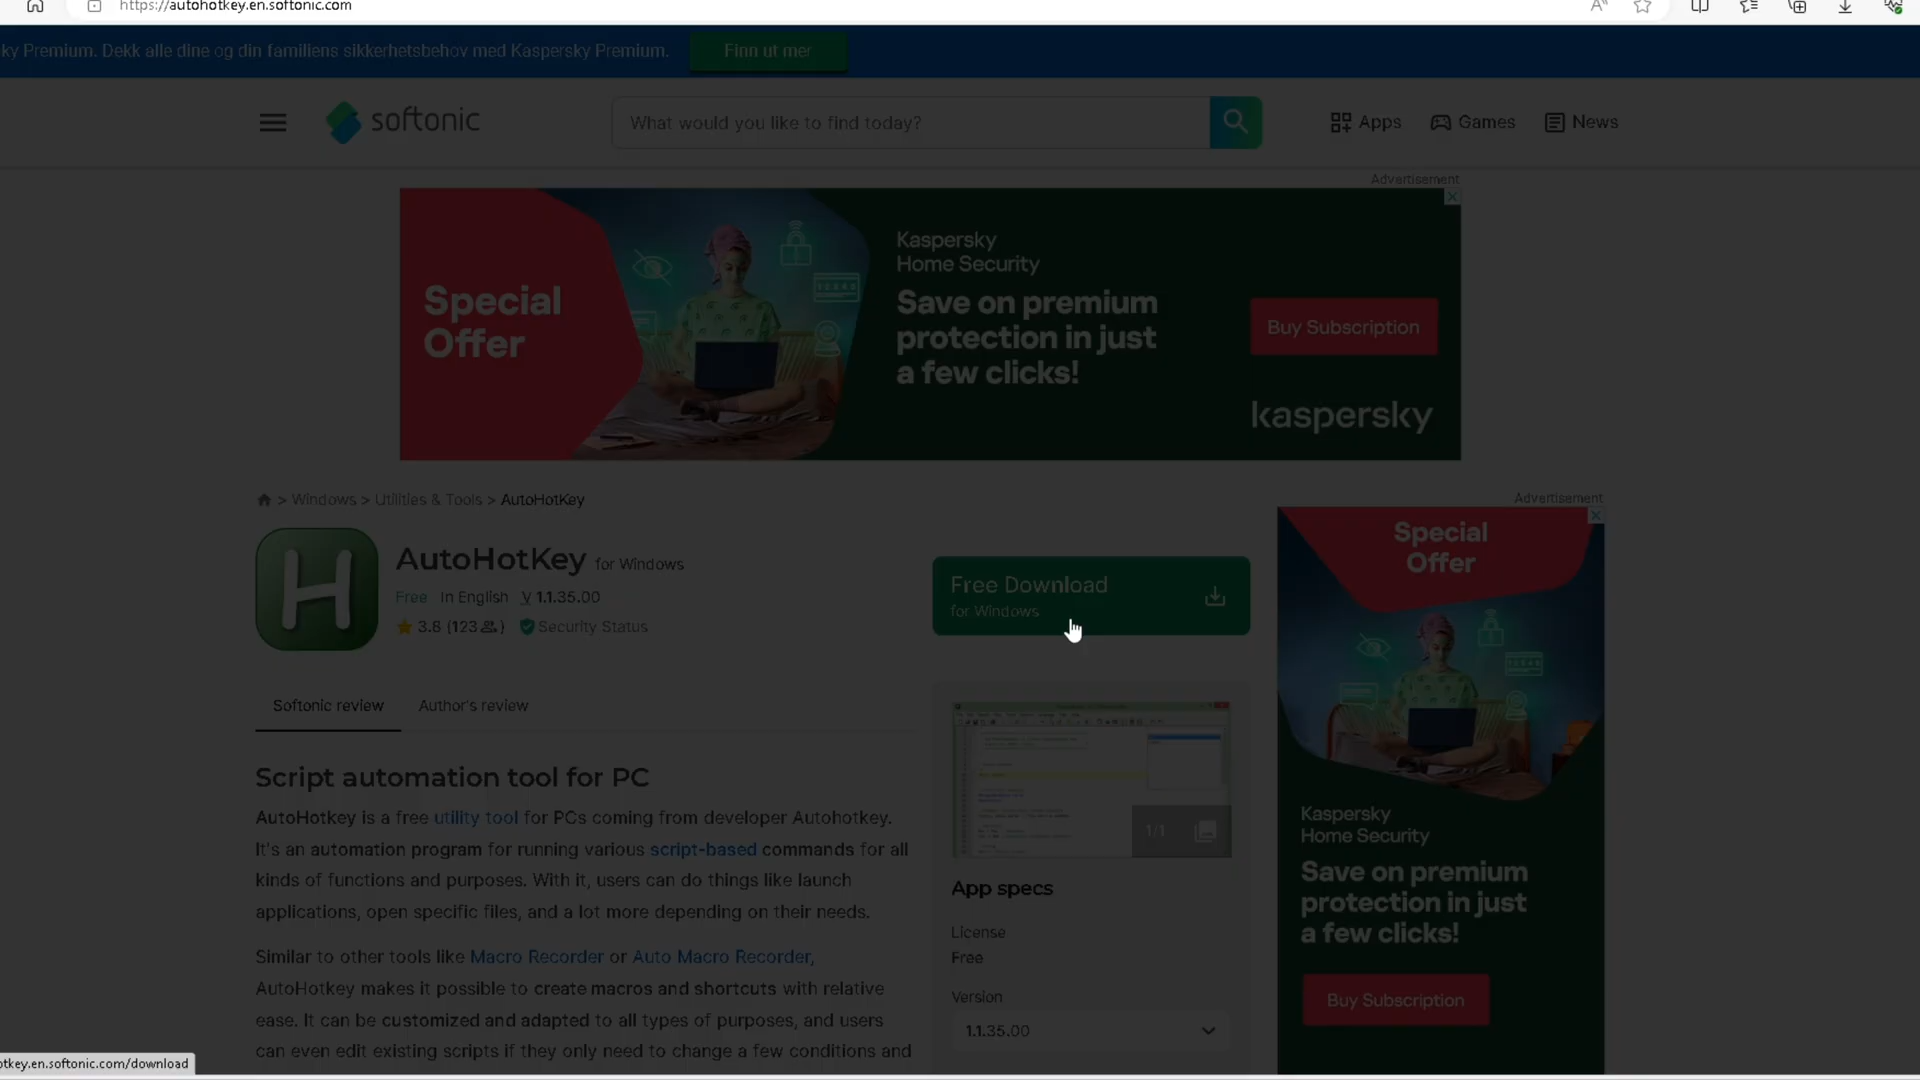 https://autohotkey.en.softonic.com
ky Premium. Dekk alle dine og din familiens sikkerhetsbehov med Kaspersky Premium.
Finn ut mer
softonic
What would you like to find today?
Apps
Games
News
Advertisement
Special
Offer
Kaspersky
Home Security
Save on premium
protection in just
a few clicks!
Buy Subscription
kaspersky
> Windows > Utilities & Tools > AutoHotKey
AutoHotKey for Windows
Free In English V 1.1.35.00
3.8 (123) Security Status
Free Download
for Windows
Softonic review
Author's review
Script automation tool for PC
AutoHotkey is a free utility tool for PCs coming from developer Autohotkey.
It's an automation program for running various script-based commands for all
kinds of functions and purposes. With it, users can do things like launch
applications, open specific files, and a lot more depending on their needs.
Similar to other tools like Macro Recorder or Auto Macro Recorder,
AutoHotkey makes it possible to create macros and shortcuts with relative
ease. It can be customized and adapted to all types of purposes, and users
can even edit existing scripts if they only need to change a few conditions and
1/1
App specs
License
Free
Version
1.1.35.00
Advertisement
Special
Offer
Kaspersky
Home Security
Save on premium
protection in just
a few clicks!
Buy Subscription
otkey.en.softonic.com/download